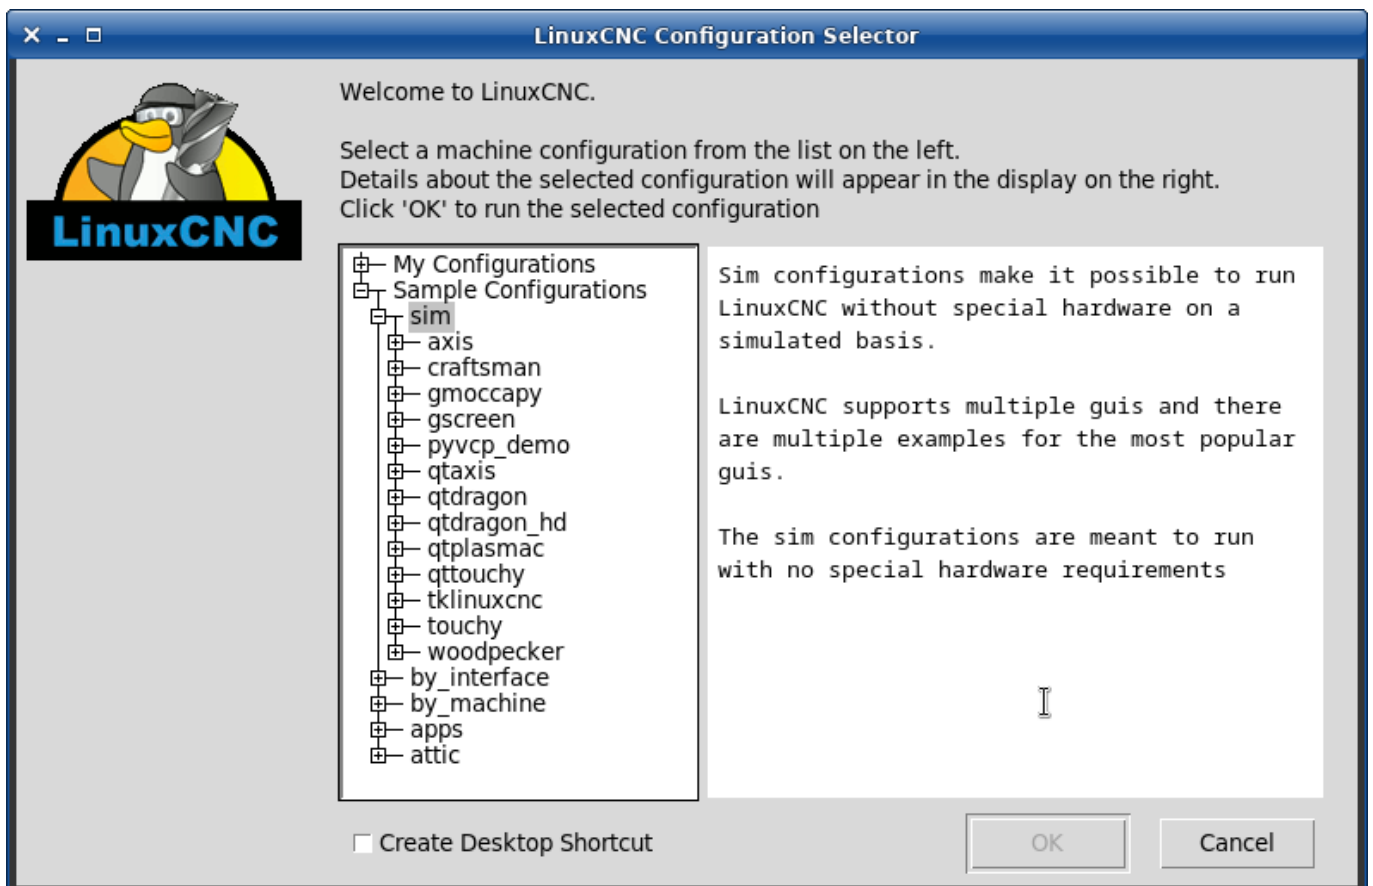 LinuxCNC Configuration Selector
LinuxCNC
Welcome to LinuxCNC.
Select a machine configuration from the list on the left.
Details about the selected configuration will appear in the display on the right.
Click 'OK' to run the selected configuration
My Configurations
Sample Configurations
sim
axis
craftsman
gmoccapy
gscreen
pyvcp_demo
qtaxis
qtdragon
qtdragon_hd
qtplasmac
qttouchy
tklinuxcnc
touchy
woodpecker
by_interface
by_machine
apps
attic
Sim configurations make it possible to run
LinuxCNC without special hardware on a
simulated basis.
LinuxCNC supports multiple guis and there
are multiple examples for the most popular
guis.
The sim configurations are meant to run
with no special hardware requirements
Create Desktop Shortcut
OK
Cancel